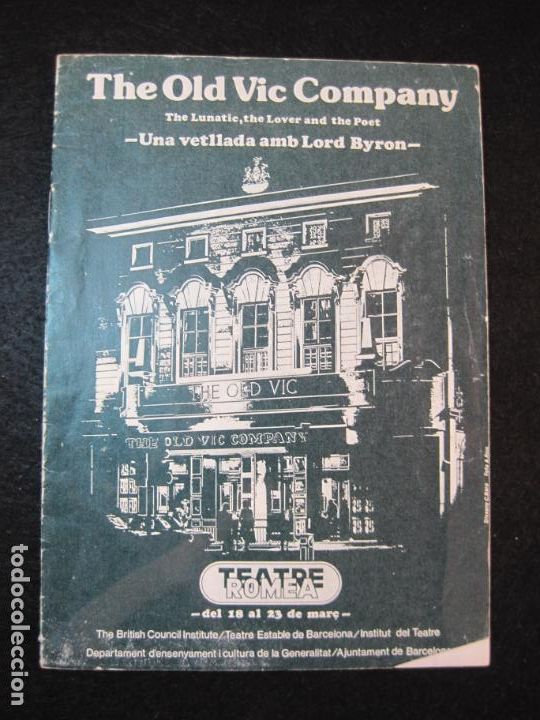 The Old Vic Company
The Lunatic, the Lover and the Poet
-Una vetllada amb Lord Byron-
THE OLD VIC
THE OLD VIC COMPANY
TEATRE
ROMEA
-del 18 al 23 de març-
The British Council Institute/Teatre Estable de Barcelona/Institut del Teatre
Departament d'ensenyament i cultura de la Generalitat/Ajuntament de Barcelona
todocoleccion.net